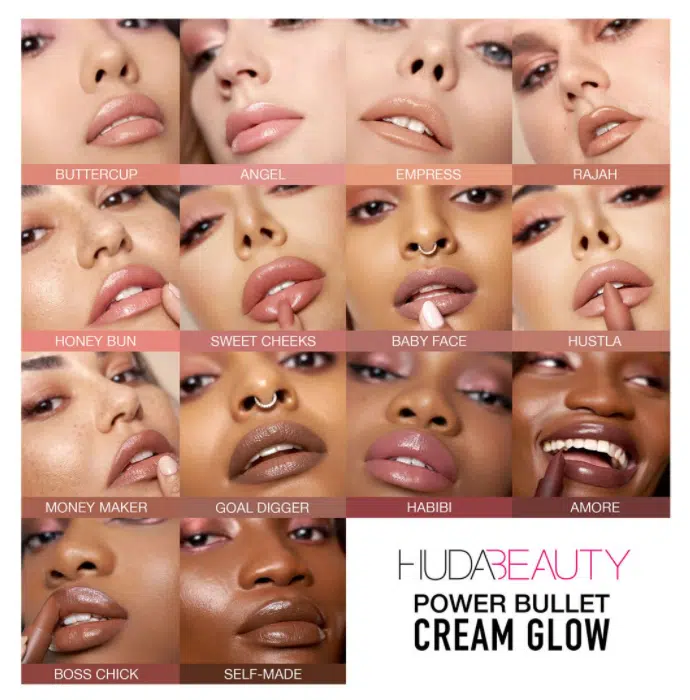 BUTTERCUP
ANGEL
EMPRESS
RAJAH
HONEY BUN
SWEET CHEEKS
BABY FACE
HUSTLA
MONEY MAKER
GOAL DIGGER
HABIBI
AMORE
BOSS CHICK
SELF-MADE
HUDABEAUTY
POWER BULLET
CREAM GLOW